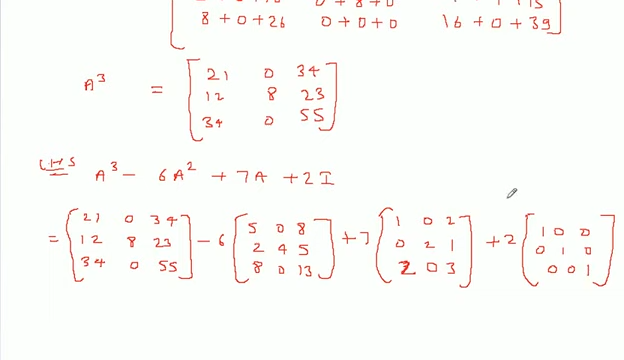 8 + 0 + 26 0 + 0 + 0 16 + 0 + 39
A³ = [ 21 0 34
12 8 23
34 0 55 ]
LHS A³ - 6A² + 7A + 2I
= [ 21 0 34 - 6 [ 5 0 8 + 7 [ 1 0 2 + 2 [ 1 0 0
12 8 23 2 4 5 0 2 1 0 1 0
34 0 55 ] 8 0 13 ] 2 0 3 ] 0 0 1 ]